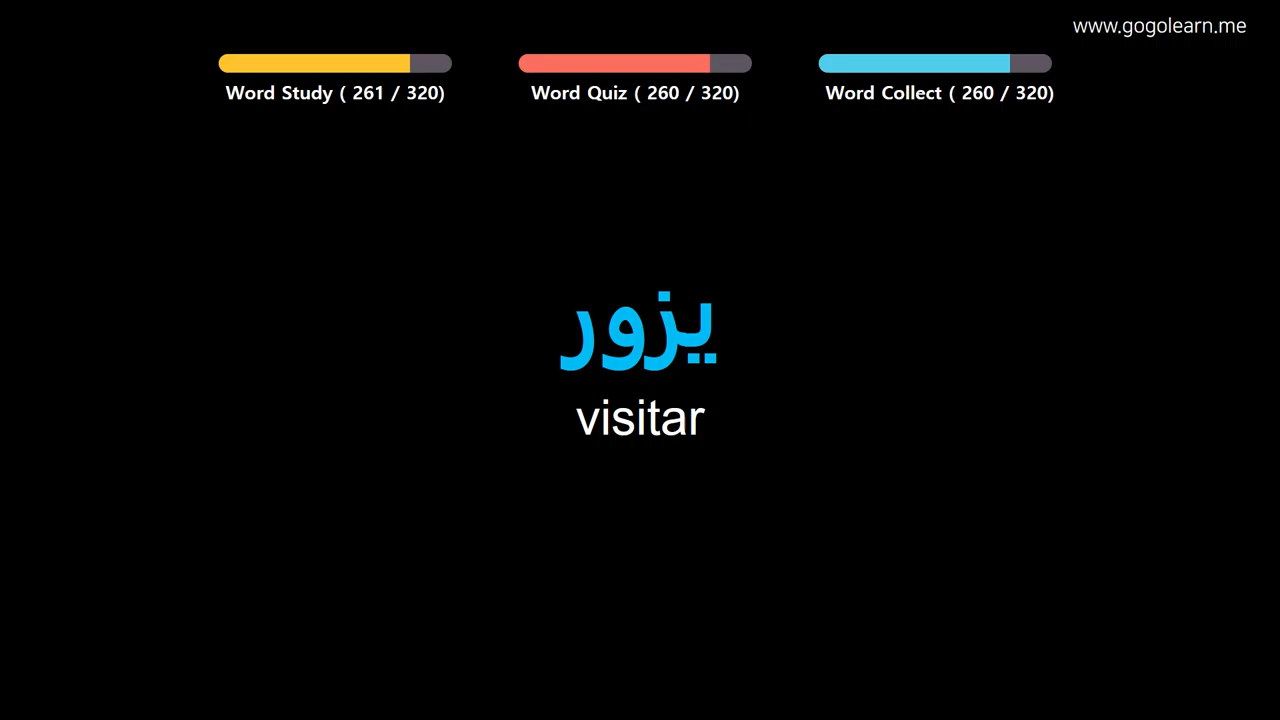 www.gogolearn.me
Word Study ( 261 / 320)
Word Quiz ( 260 / 320)
Word Collect ( 260 / 320)
يزور
visitar